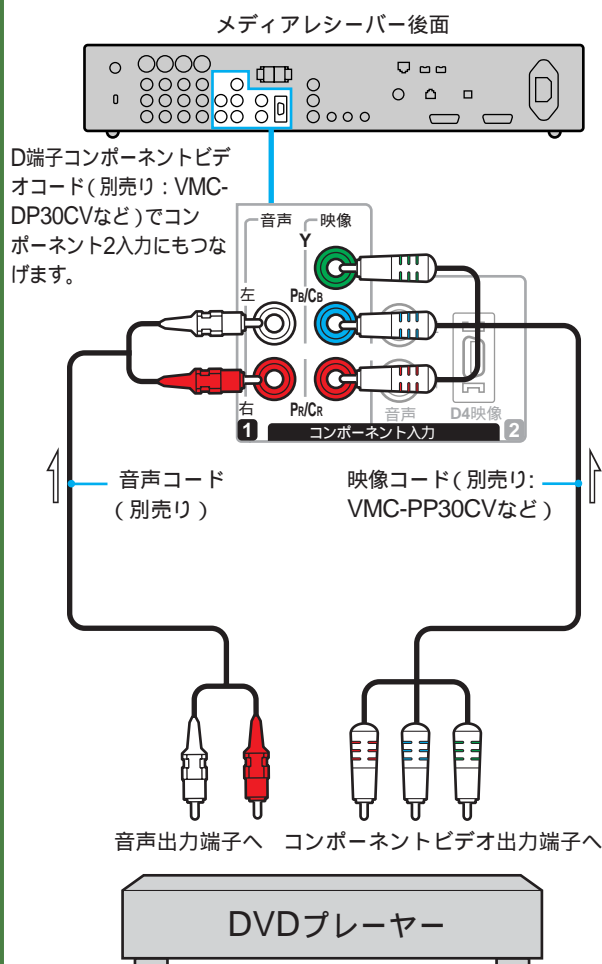 メディアレシーバー後面
D端子コンポーネントビデ
オコード(別売り:VMC-
DP30CVなど)でコン
ポーネント2入力にもつな
げます。
音声 映像
Y
左 PB/CB
右 PR/CR
音声 D4映像
1 コンポーネント入力 2
音声コード
(別売り)
映像コード(別売り:
VMC-PP30CVなど)
音声出力端子へ コンポーネントビデオ出力端子へ
DVDプレーヤー